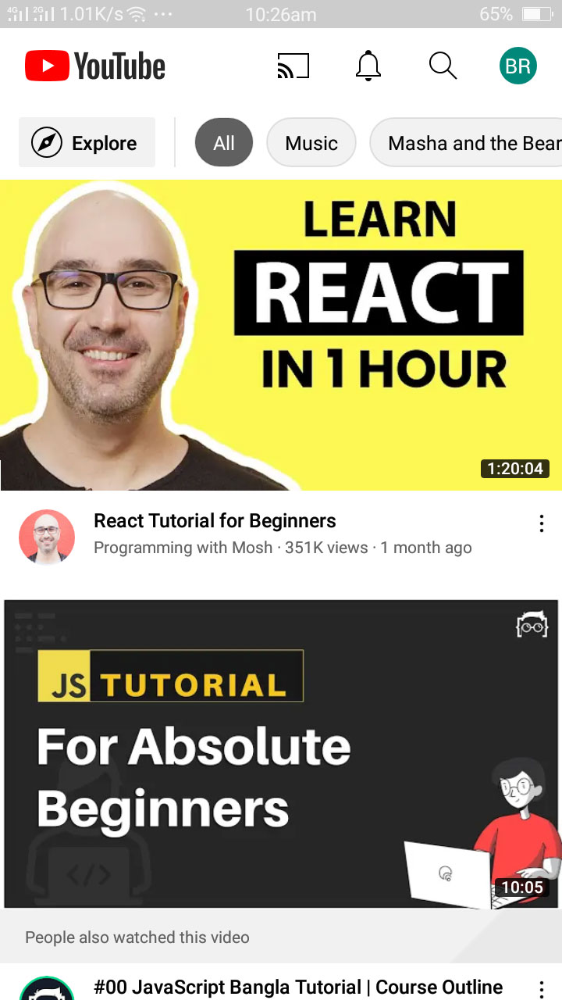 4G 2G 1.01K/s ... 10:26am 65%
YouTube BR
Explore All Music Masha and the Bear
LEARN
REACT
IN 1 HOUR
1:20:04
React Tutorial for Beginners
Programming with Mosh · 351K views · 1 month ago
JS TUTORIAL
For Absolute
Beginners
</>
10:05
People also watched this video
#00 JavaScript Bangla Tutorial | Course Outline